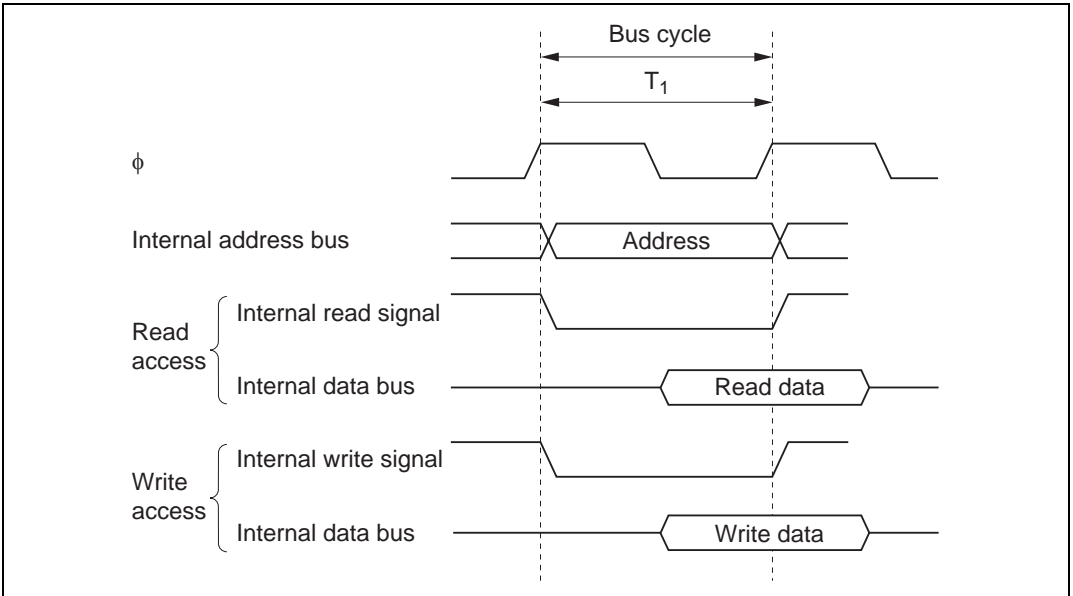 Bus cycle
T₁
ϕ
Internal address bus
Address
Read
access
Internal read signal
Internal data bus
Read data
Write
access
Internal write signal
Internal data bus
Write data